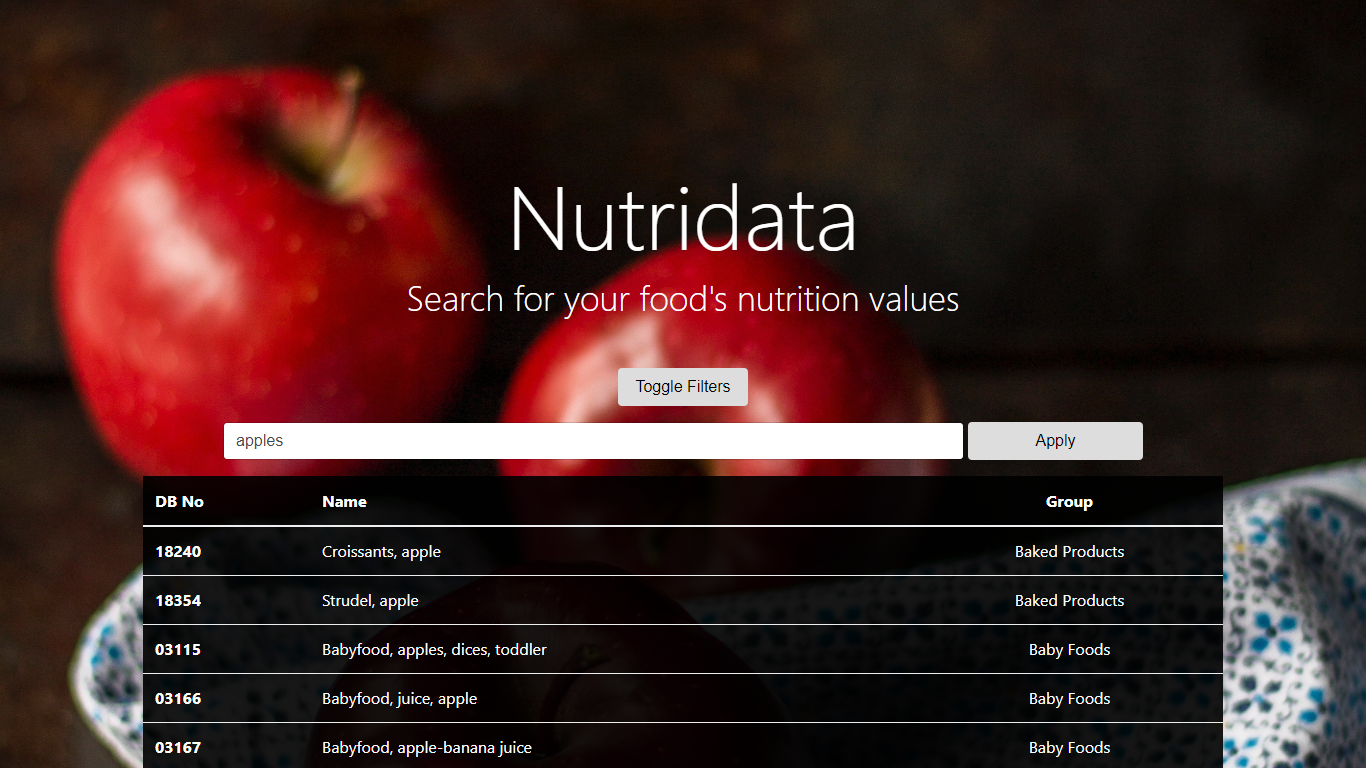 Nutridata
Search for your food's nutrition values
Toggle Filters
apples Apply
DB No Name Group
18240 Croissants, apple Baked Products
18354 Strudel, apple Baked Products
03115 Babyfood, apples, dices, toddler Baby Foods
03166 Babyfood, juice, apple Baby Foods
03167 Babyfood, apple-banana juice Baby Foods